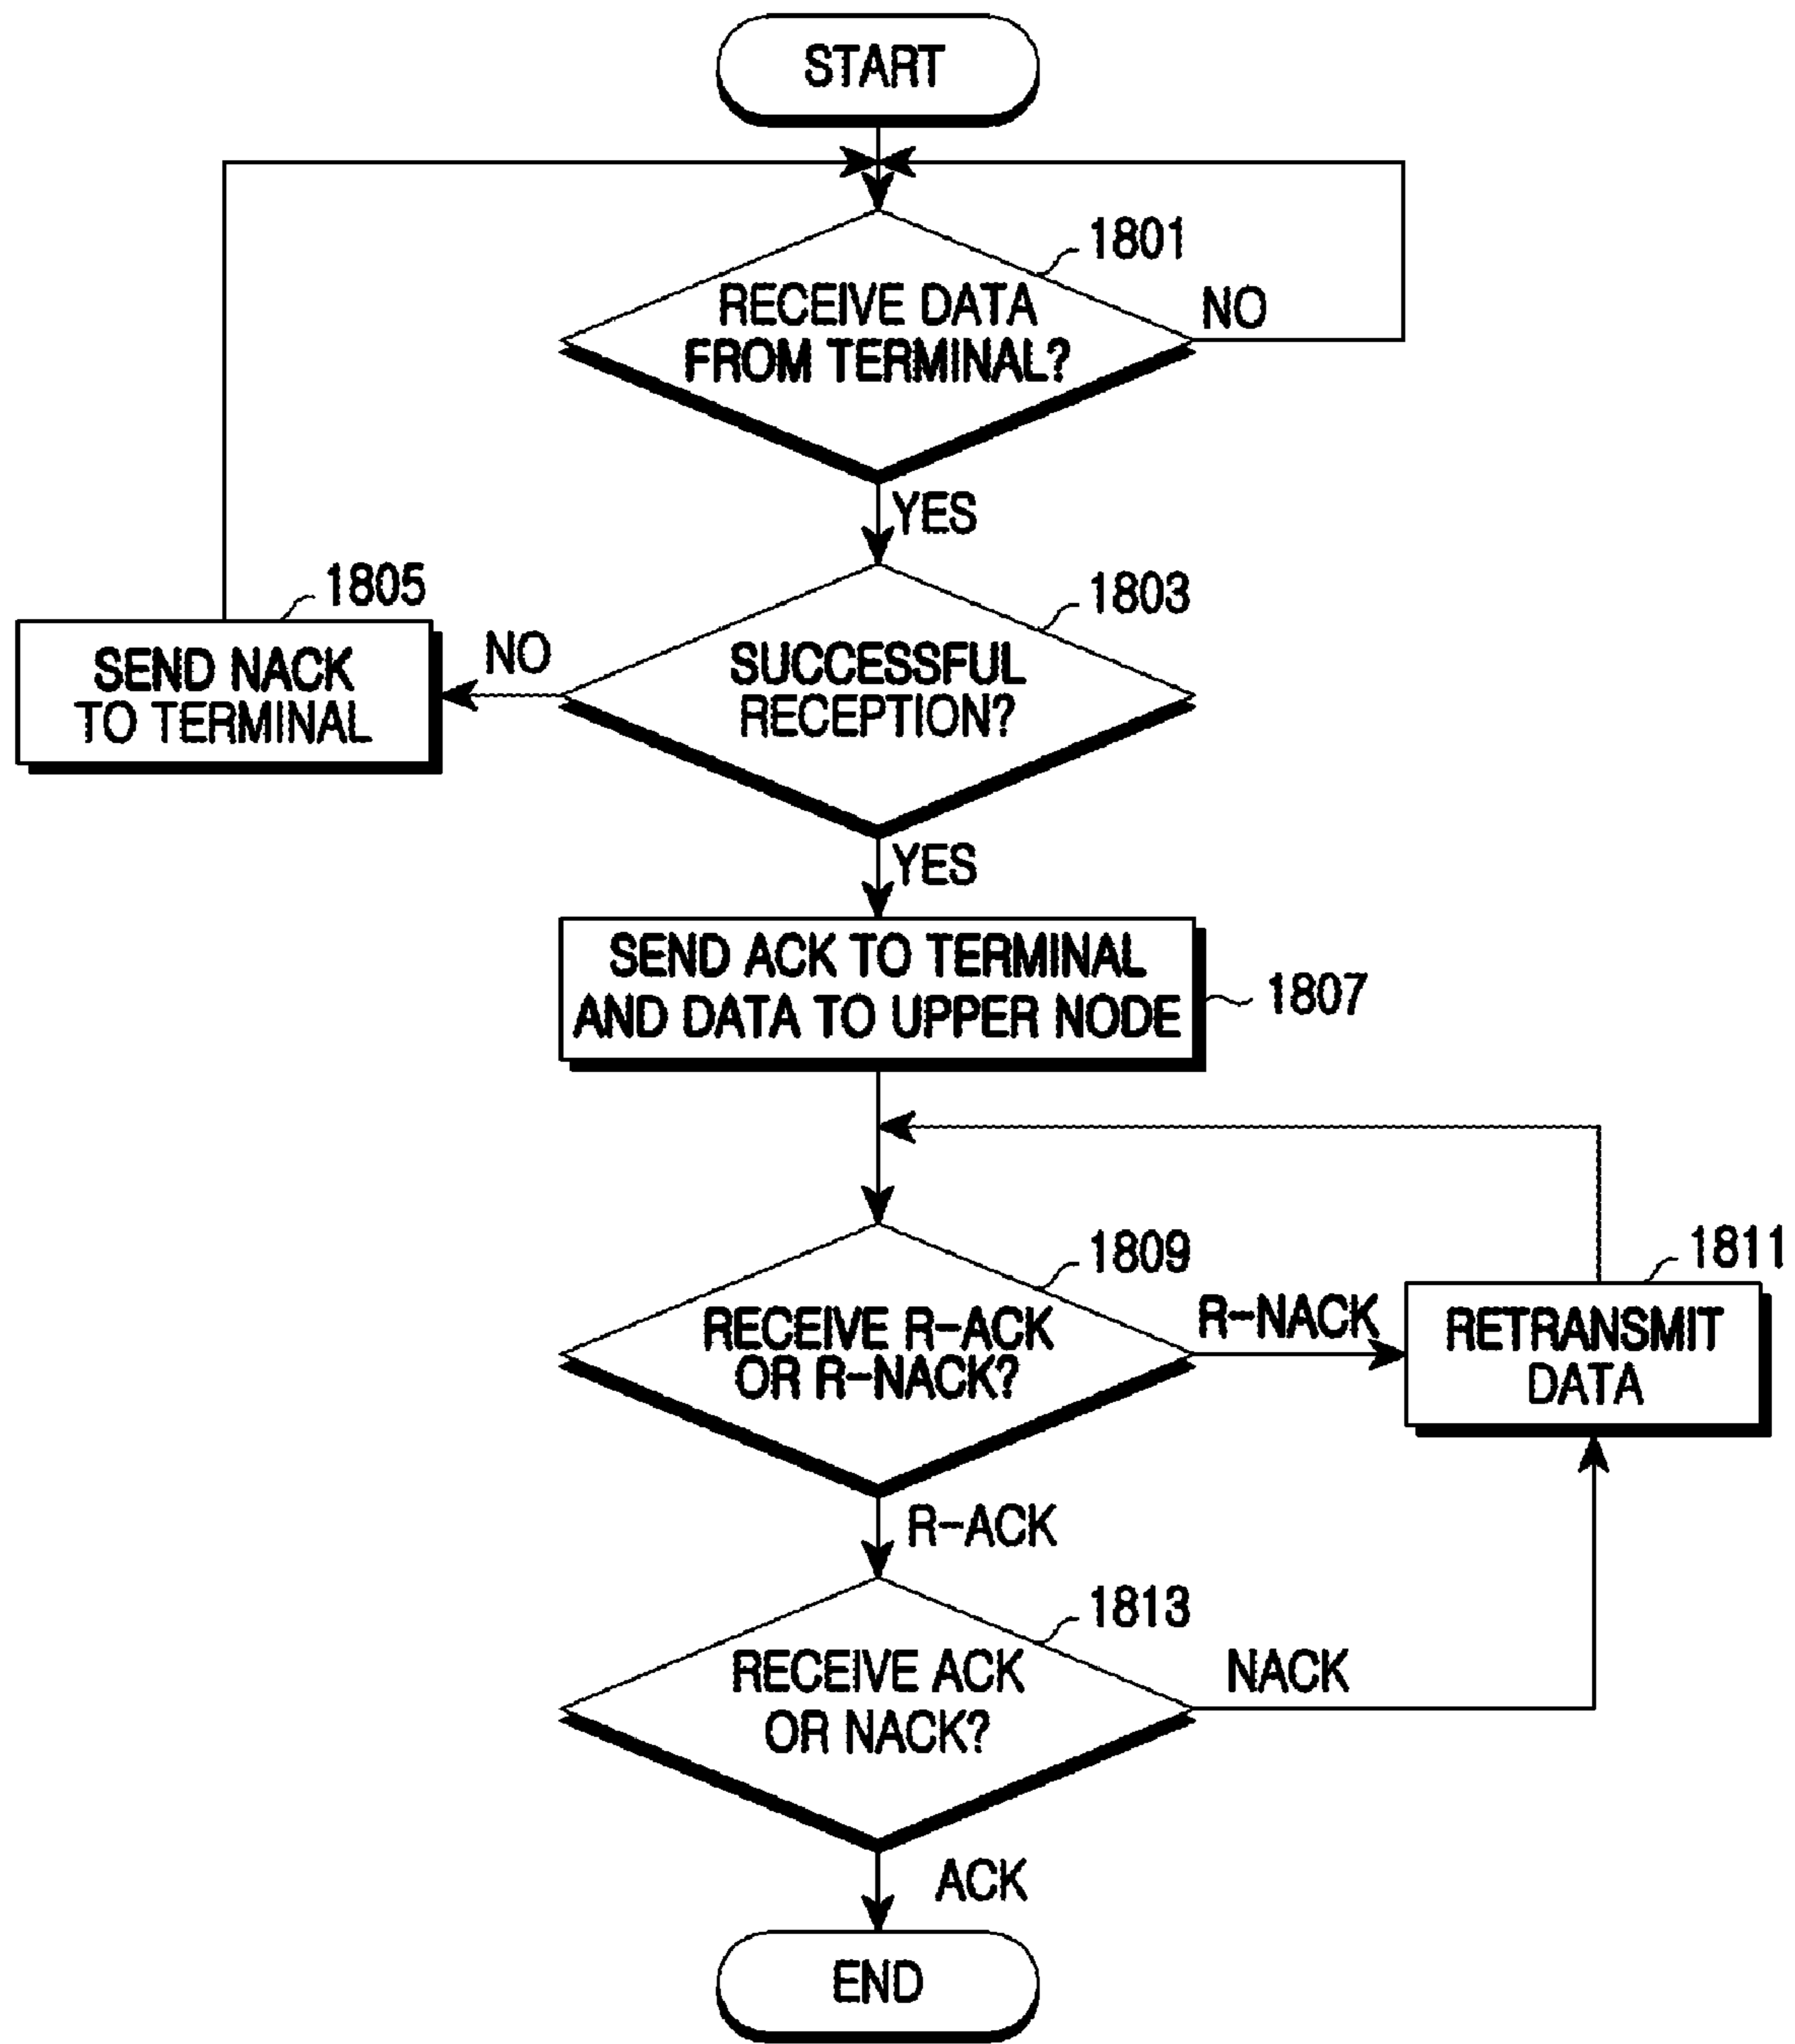 START
1801
RECEIVE DATA
FROM TERMINAL?
NO
YES
1805
SEND NACK
TO TERMINAL
NO
1803
SUCCESSFUL
RECEPTION?
YES
SEND ACK TO TERMINAL
AND DATA TO UPPER NODE
1807
1809
RECEIVE R-ACK
OR R-NACK?
R-NACK
1811
RETRANSMIT
DATA
R-ACK
1813
RECEIVE ACK
OR NACK?
NACK
ACK
END